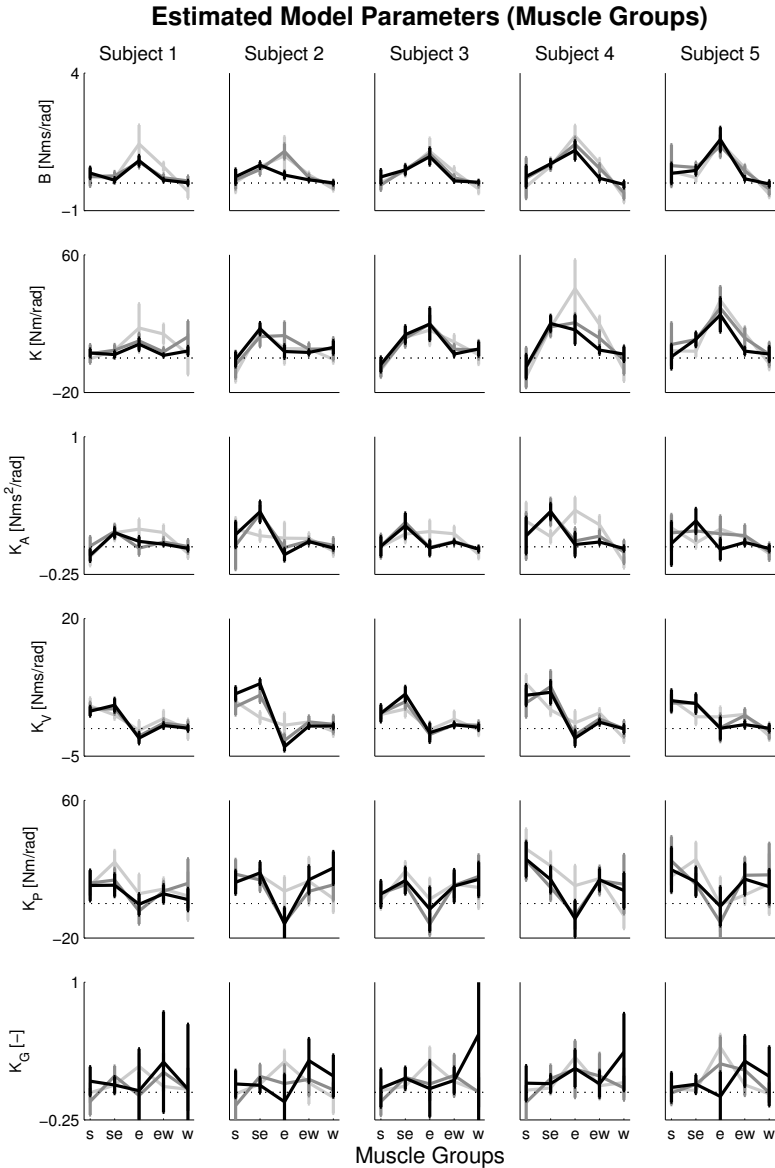 Estimated Model Parameters (Muscle Groups)
Subject 1 Subject 2 Subject 3 Subject 4 Subject 5
4
B [Nms/rad]
−1
60
K [Nm/rad]
−20
1
K_A [Nms²/rad]
−0.25
20
K_V [Nms/rad]
−5
60
K_P [Nm/rad]
−20
1
K_G [−]
−0.25
s se e ew w s se e ew w s se e ew w s se e ew w s se e ew w
Muscle Groups